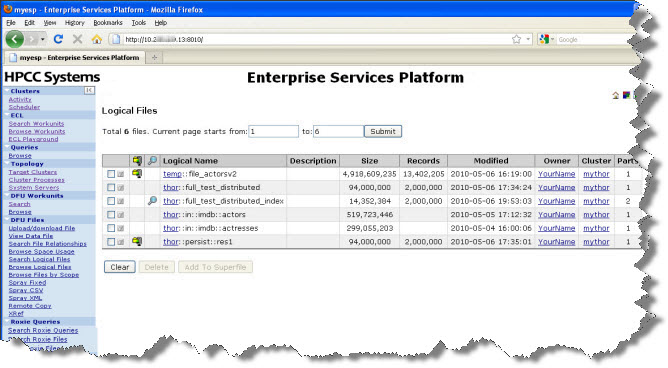 myesp - Enterprise Services Platform - Mozilla Firefox
File Edit View History Bookmarks Tools Help
http://10.2 .13:8010/
Google
myesp - Enterprise Services Platform
HPCC Systems
Enterprise Services Platform
Clusters
Activity
Scheduler
ECL
Search Workunits
Browse Workunits
ECL Playground
Queries
Browse
Topology
Target Clusters
Cluster Processes
System Servers
DFU Workunits
Search
Browse
DFU Files
Upload/download File
View Data File
Search File Relationships
Browse Space Usage
Search Logical Files
Browse Logical Files
Browse Files by Scope
Spray Fixed
Spray CSV
Spray XML
Remote Copy
XRef
Roxie Queries
Search Roxie Queries
Search Roxie Files
Files
Logical Files
Total 6 files. Current page starts from: 1 to: 6 Submit
Logical Name Description Size Records Modified Owner Cluster Parts
temp::file_actorsv2 4,918,609,235 13,402,205 2010-05-06 16:19:00 YourName mythor 1
thor::full_test_distributed 94,000,000 2,000,000 2010-05-06 17:34:24 YourName mythor 1
thor::full_test_distributed_index 14,352,384 2,000,000 2010-05-06 19:53:03 YourName mythor 2
thor::in::imdb::actors 519,723,446 2010-05-05 17:12:32 YourName mythor 1
thor::in::imdb::actresses 299,055,203 2010-05-04 16:00:06 YourName mythor 1
thor::persist::res1 94,000,000 2,000,000 2010-05-06 17:35:01 YourName mythor 1
Clear Delete Add To Superfile